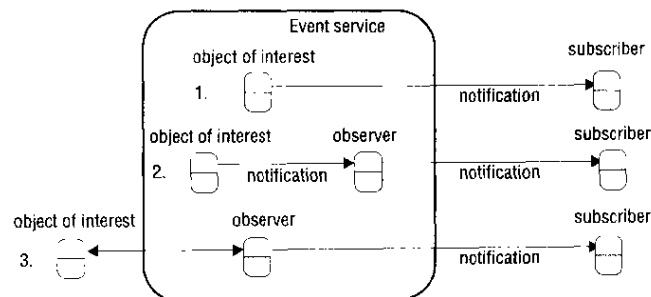 Event service
object of interest
subscriber
1.
notification
object of interest
observer
subscriber
2.
notification
notification
object of interest
observer
subscriber
3.
notification